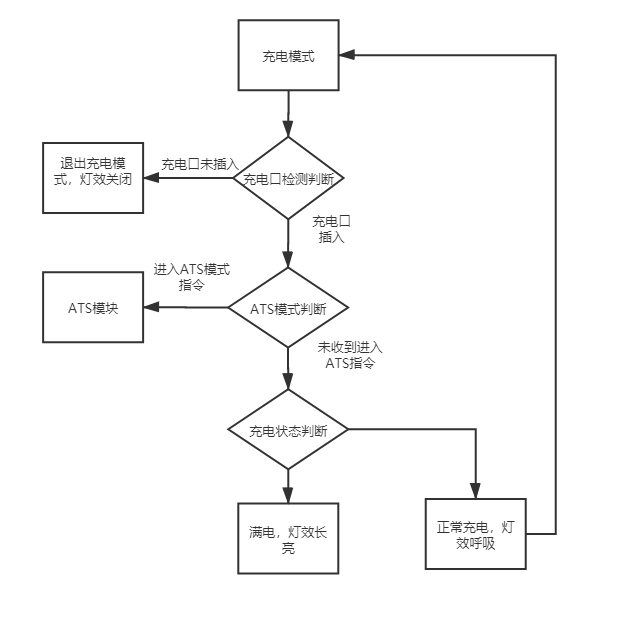 充电模式
充电口未插入
退出充电模
式，灯效关闭
充电口检测判断
充电口
插入
进入ATS模式
指令
ATS模块
ATS模式判断
未收到进入
ATS指令
充电状态判断
满电，灯效长
亮
正常充电，灯
效呼吸